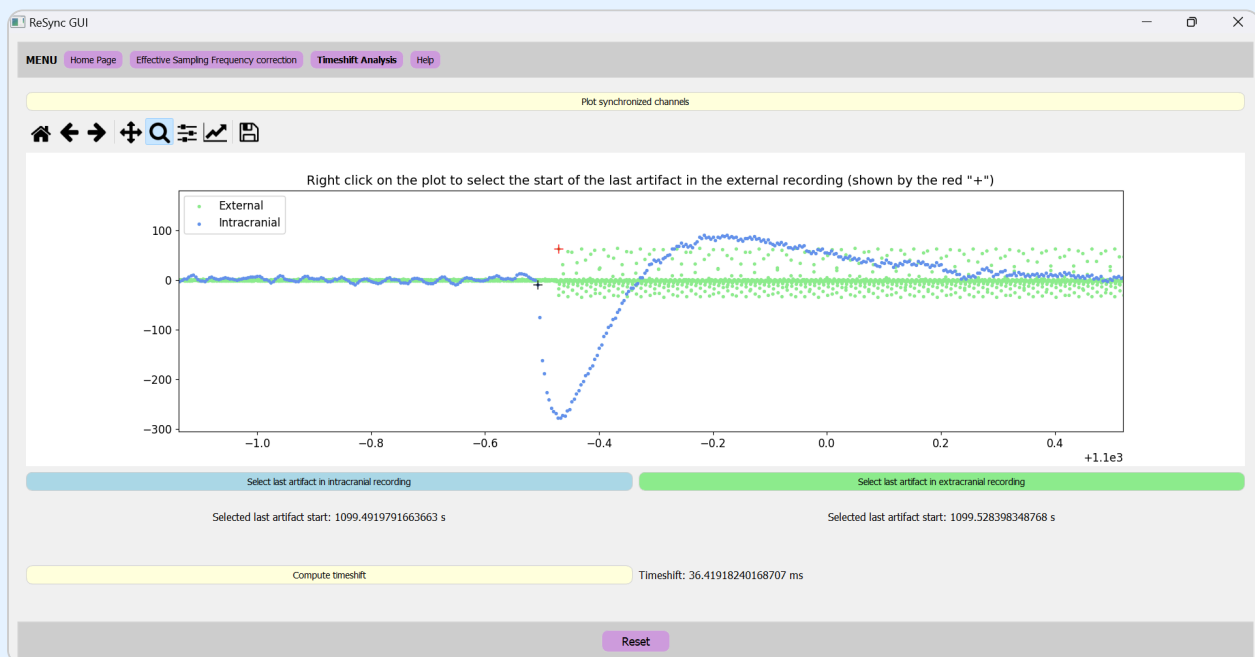 ReSync GUI
MENU Home Page Effective Sampling Frequency correction Timeshift Analysis Help
Plot synchronized channels
Right click on the plot to select the start of the last artifact in the external recording (shown by the red "+")
External
Intracranial
100
0
−100
−200
−300
−1.0 −0.8 −0.6 −0.4 −0.2 0.0 0.2 0.4
+1.1e3
Select last artifact in intracranial recording Select last artifact in extracranial recording
Selected last artifact start: 1099.4919791663663 s Selected last artifact start: 1099.528398348768 s
Compute timeshift Timeshift: 36.41918240168707 ms
Reset